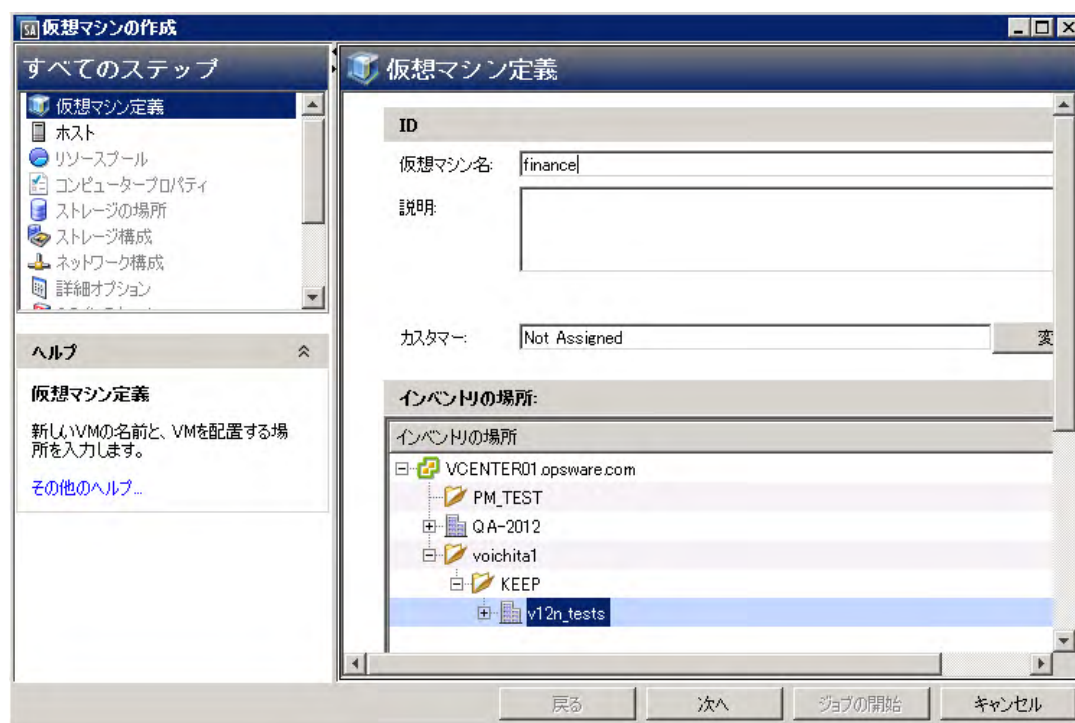 SA 仮想マシンの作成
すべてのステップ
仮想マシン定義
ホスト
リソースプール
コンピュータープロパティ
ストレージの場所
ストレージ構成
ネットワーク構成
詳細オプション
ヘルプ
仮想マシン定義
新しいVMの名前と、VMを配置する場
所を入力します。
その他のヘルプ...
仮想マシン定義
ID
仮想マシン名: finance
説明:
カスタマー: Not Assigned 変
インベントリの場所:
インベントリの場所
VCENTER01.opsware.com
PM_TEST
QA-2012
voichita1
KEEP
v12n_tests
戻る 次へ ジョブの開始 キャンセル